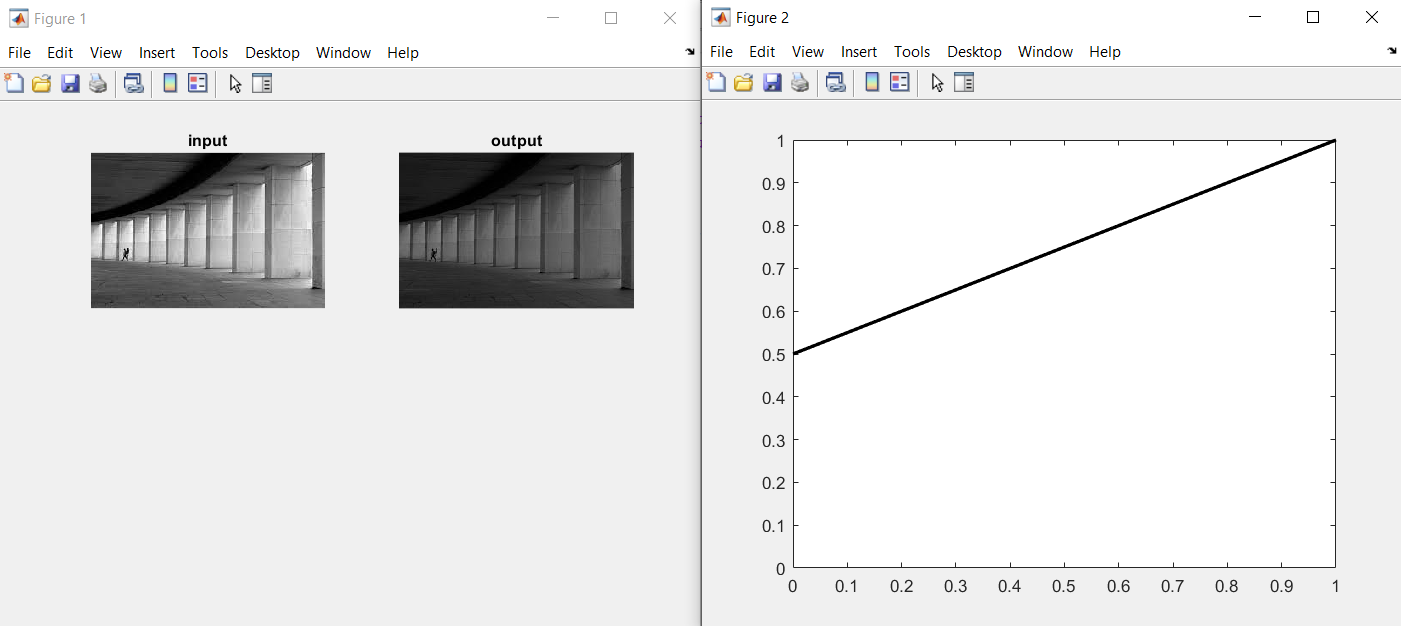 Figure 1
File Edit View Insert Tools Desktop Window Help
input output
Figure 2
File Edit View Insert Tools Desktop Window Help
1
0.9
0.8
0.7
0.6
0.5
0.4
0.3
0.2
0.1
0
0 0.1 0.2 0.3 0.4 0.5 0.6 0.7 0.8 0.9 1